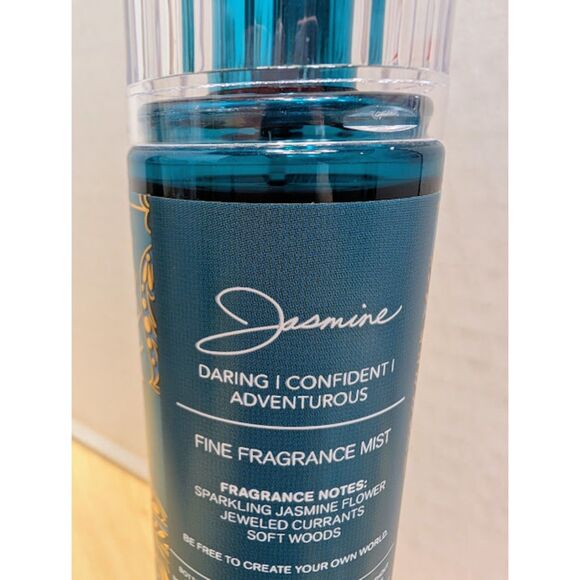 Jasmine
DARING | CONFIDENT |
ADVENTUROUS
FINE FRAGRANCE MIST
FRAGRANCE NOTES:
SPARKLING JASMINE FLOWER
JEWELED CURRANTS
SOFT WOODS
BE FREE TO CREATE YOUR OWN WORLD.